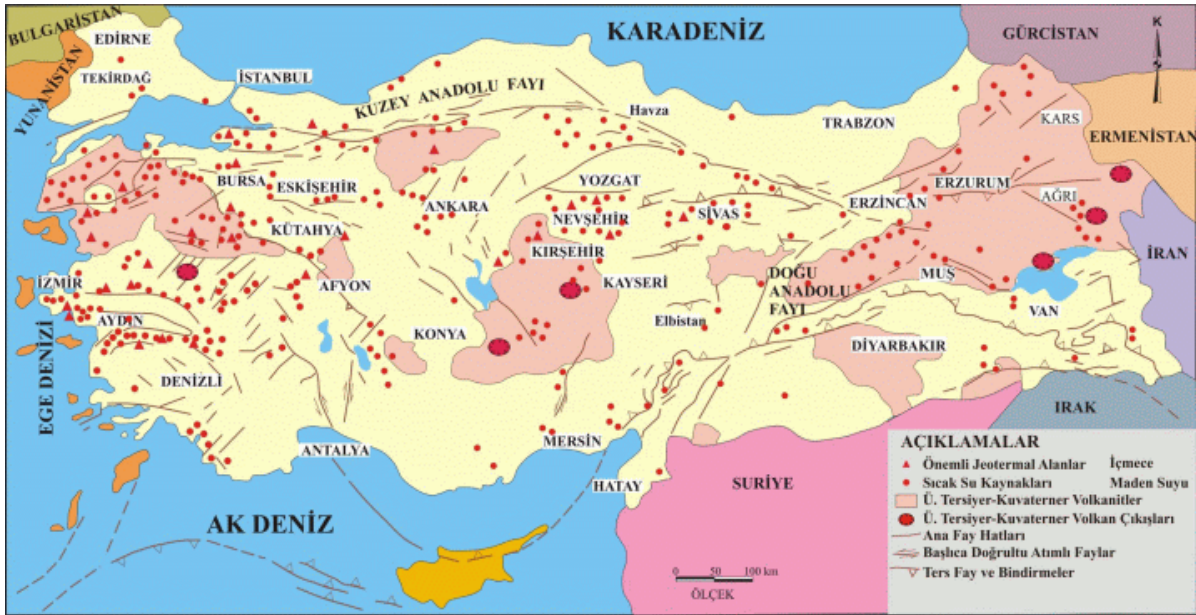 BULGARİSTAN
EDİRNE
KARADENİZ
GÜRCİSTAN
K
YUNANİSTAN
TEKİRDAĞ
İSTANBUL
KUZEY ANADOLU FAYI
Havza
TRABZON
KARS
ERMENİSTAN
BURSA
ESKİŞEHİR
YOZGAT
ERZURUM
ANKARA
NEVŞEHİR
SİVAS
ERZİNCAN
AĞRI
KÜTAHYA
KIRŞEHİR
İRAN
İZMİR
AFYON
KAYSERİ
DOĞU
ANADOLU
FAYI
MUŞ
VAN
AYDIN
KONYA
Elbistan
DİYARBAKIR
EGE DENİZİ
DENİZLİ
IRAK
ANTALYA
MERSİN
HATAY
SURİYE
AK DENİZ
AÇIKLAMALAR
Önemli Jeotermal Alanlar İçmece
Sıcak Su Kaynakları Maden Suyu
Ü. Tersiyer-Kuvaterner Volkanitler
Ü. Tersiyer-Kuvaterner Volkan Çıkışları
Ana Fay Hatları
Başlıca Doğrultu Atımlı Faylar
Ters Fay ve Bindirmeler
0 50 100 km
ÖLÇEK